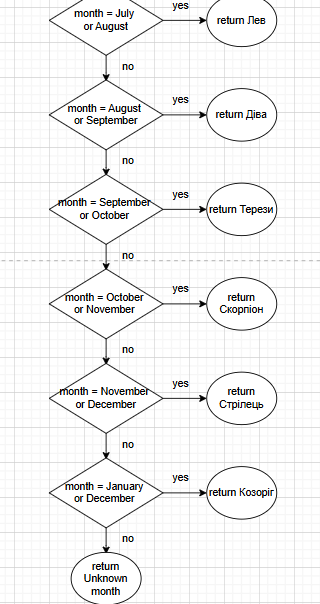 yes
month = July
or August
return Лев
no
yes
month = August
or September
return Діва
no
yes
month = September
or October
return Терези
no
yes
month = October
or November
return
Скорпіон
no
yes
month = November
or December
return
Стрілець
no
yes
month = January
or December
return Козоріг
no
return
Unknown
month